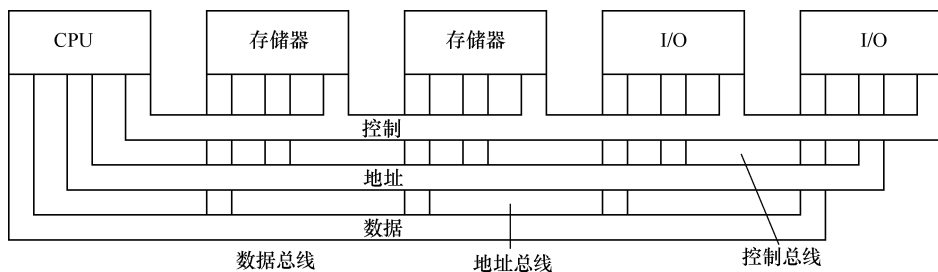 CPU
存储器
存储器
I/O
I/O
控制
地址
数据
数据总线
地址总线
控制总线